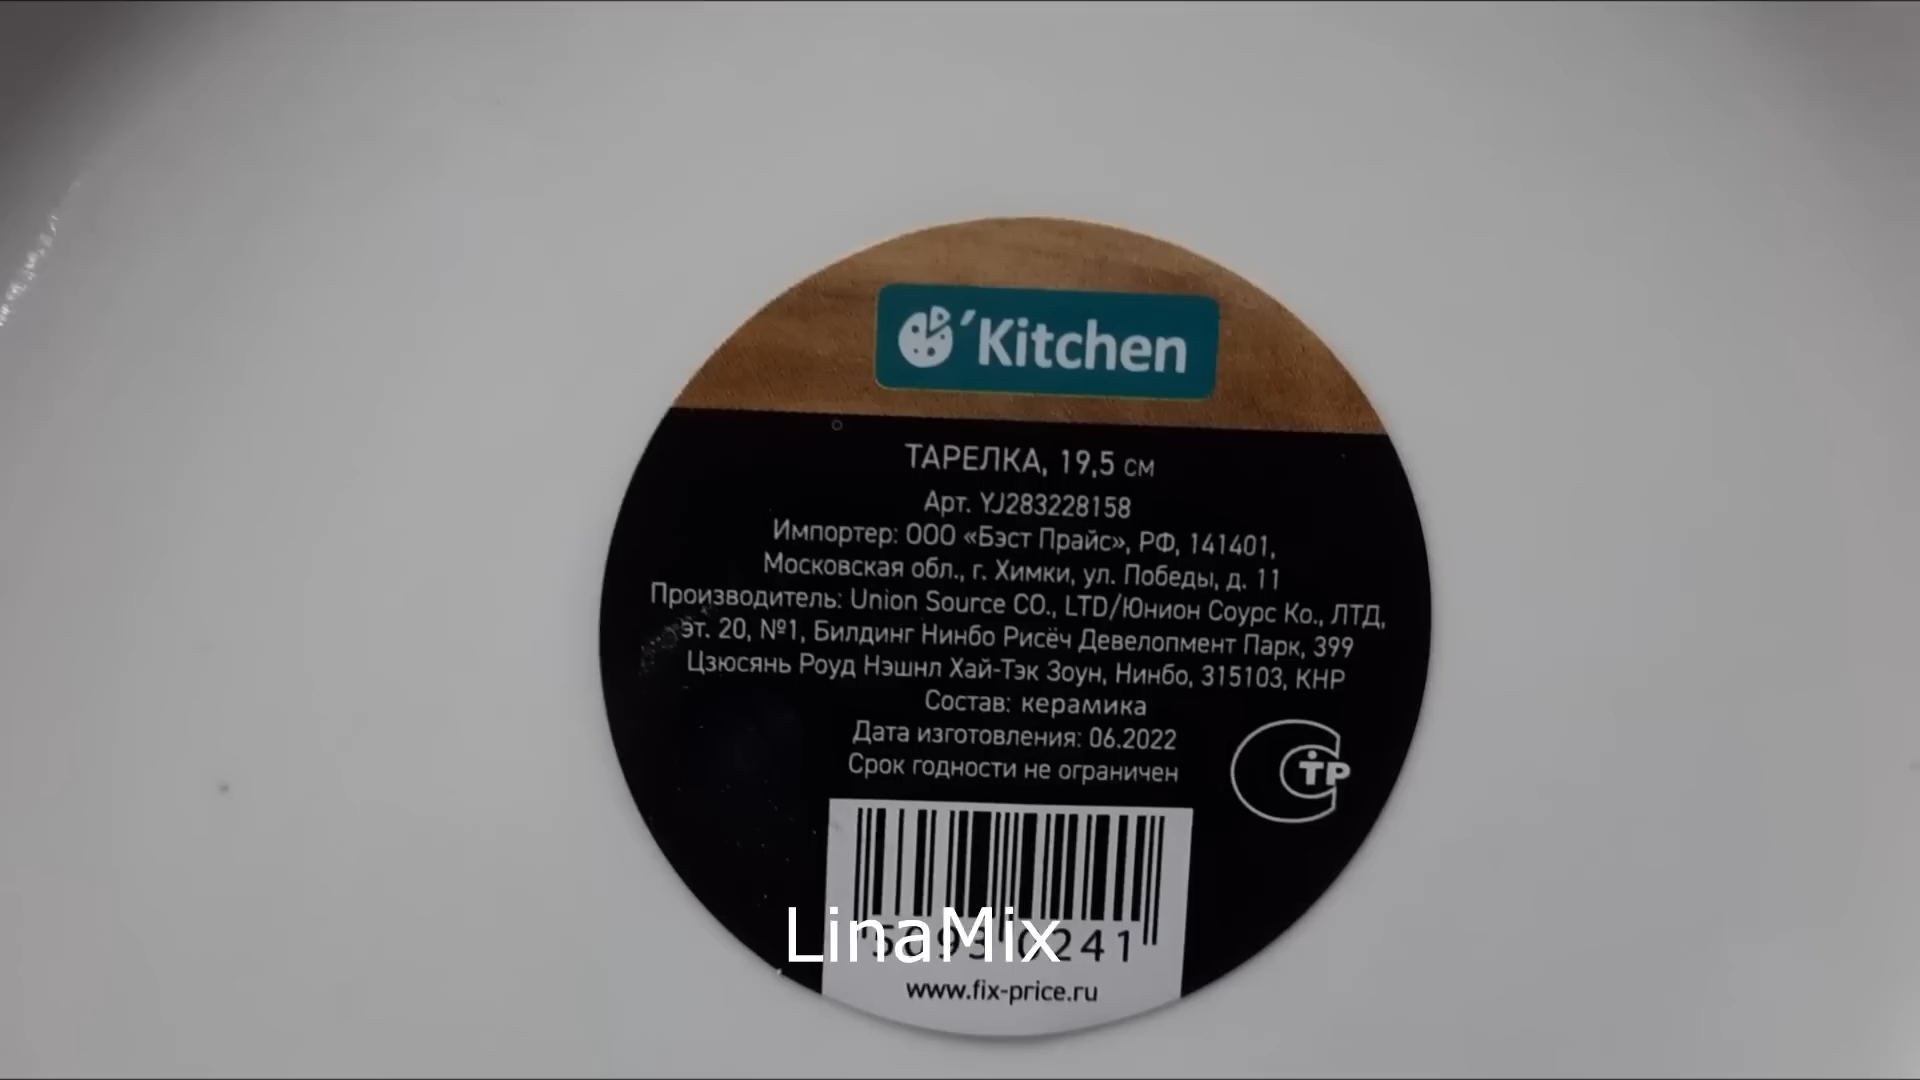 'Kitchen
ТАРЕЛКА, 19,5 см
Арт. YJ283228158
Импортер: ООО «Бэст Прайс», РФ, 141401,
Московская обл., г. Химки, ул. Победы, д. 11
Производитель: Union Source CO., LTD/Юнион Соурс Ко., ЛТД,
эт. 20, №1, Билдинг Нинбо Рисёч Девелопмент Парк, 399
Цзюсянь Роуд Нэшнл Хай-Тэк Зоун, Нинбо, 315103, КНР
Состав: керамика
Дата изготовления: 06.2022
Срок годности не ограничен
СТР
LinaMix
www.fix-price.ru